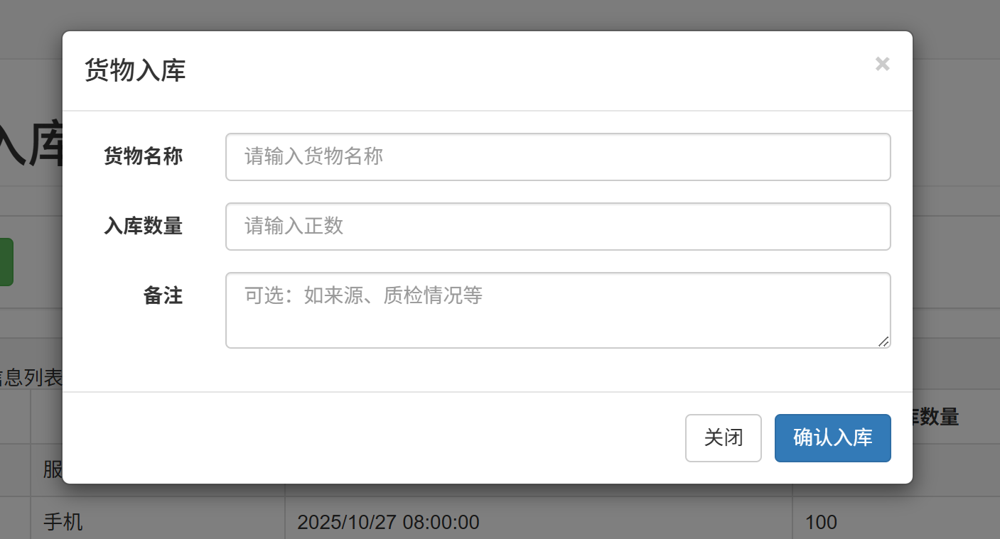 货物入库
×
入库
货物名称 请输入货物名称
入库数量 请输入正数
备注 可选：如来源、质检情况等
信息列表
关闭 确认入库
库数量
服
手机 2025/10/27 08:00:00 100